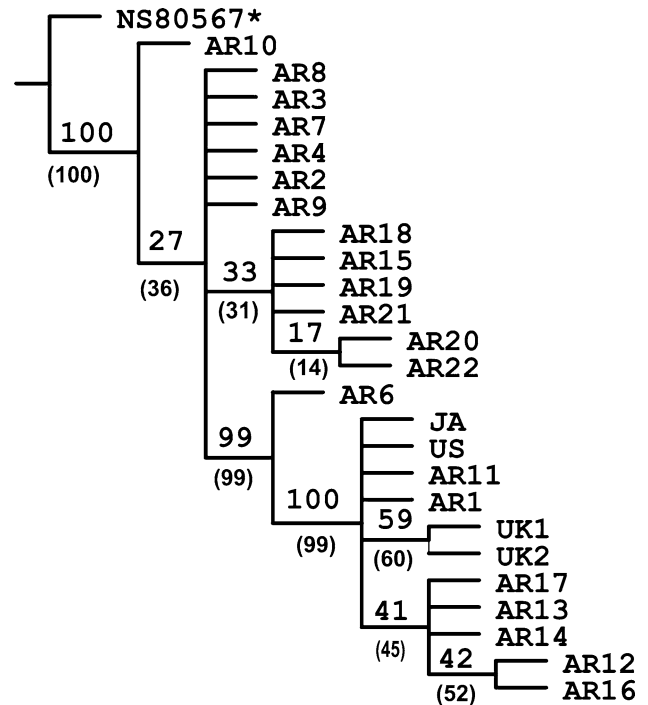 NS80567*
AR10
100
(100)
AR8
AR3
AR7
AR4
AR2
AR9
27
(36)
AR18
AR15
AR19
AR21
33
(31)
17
(14)
AR20
AR22
AR6
99
(99)
JA
US
AR11
AR1
100
(99)
59
(60)
UK1
UK2
AR17
AR13
AR14
41
(45)
42
(52)
AR12
AR16